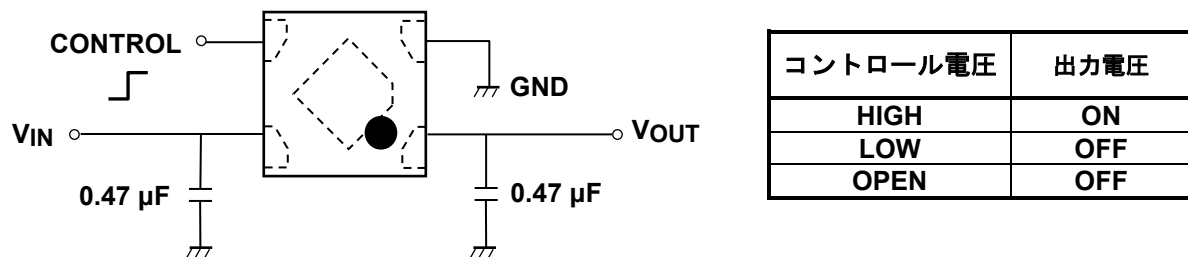 CONTROL
GND
VIN
VOUT
0.47 µF
0.47 µF
コントロール電圧 出力電圧
HIGH ON
LOW OFF
OPEN OFF